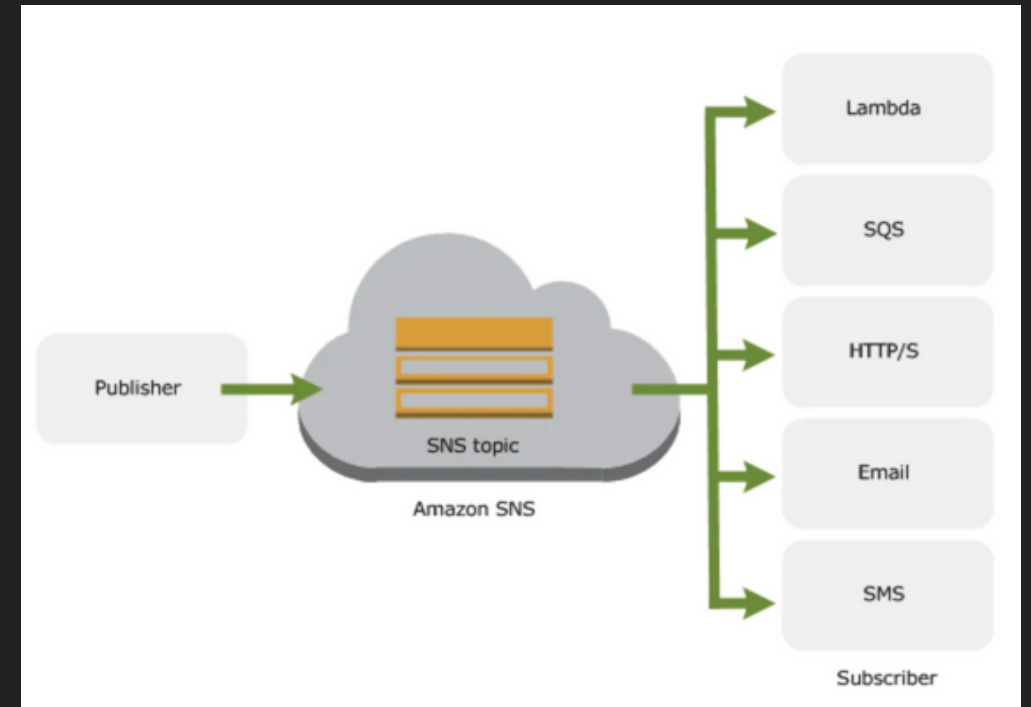 Publisher
SNS topic
Amazon SNS
Lambda
SQS
HTTP/S
Email
SMS
Subscriber